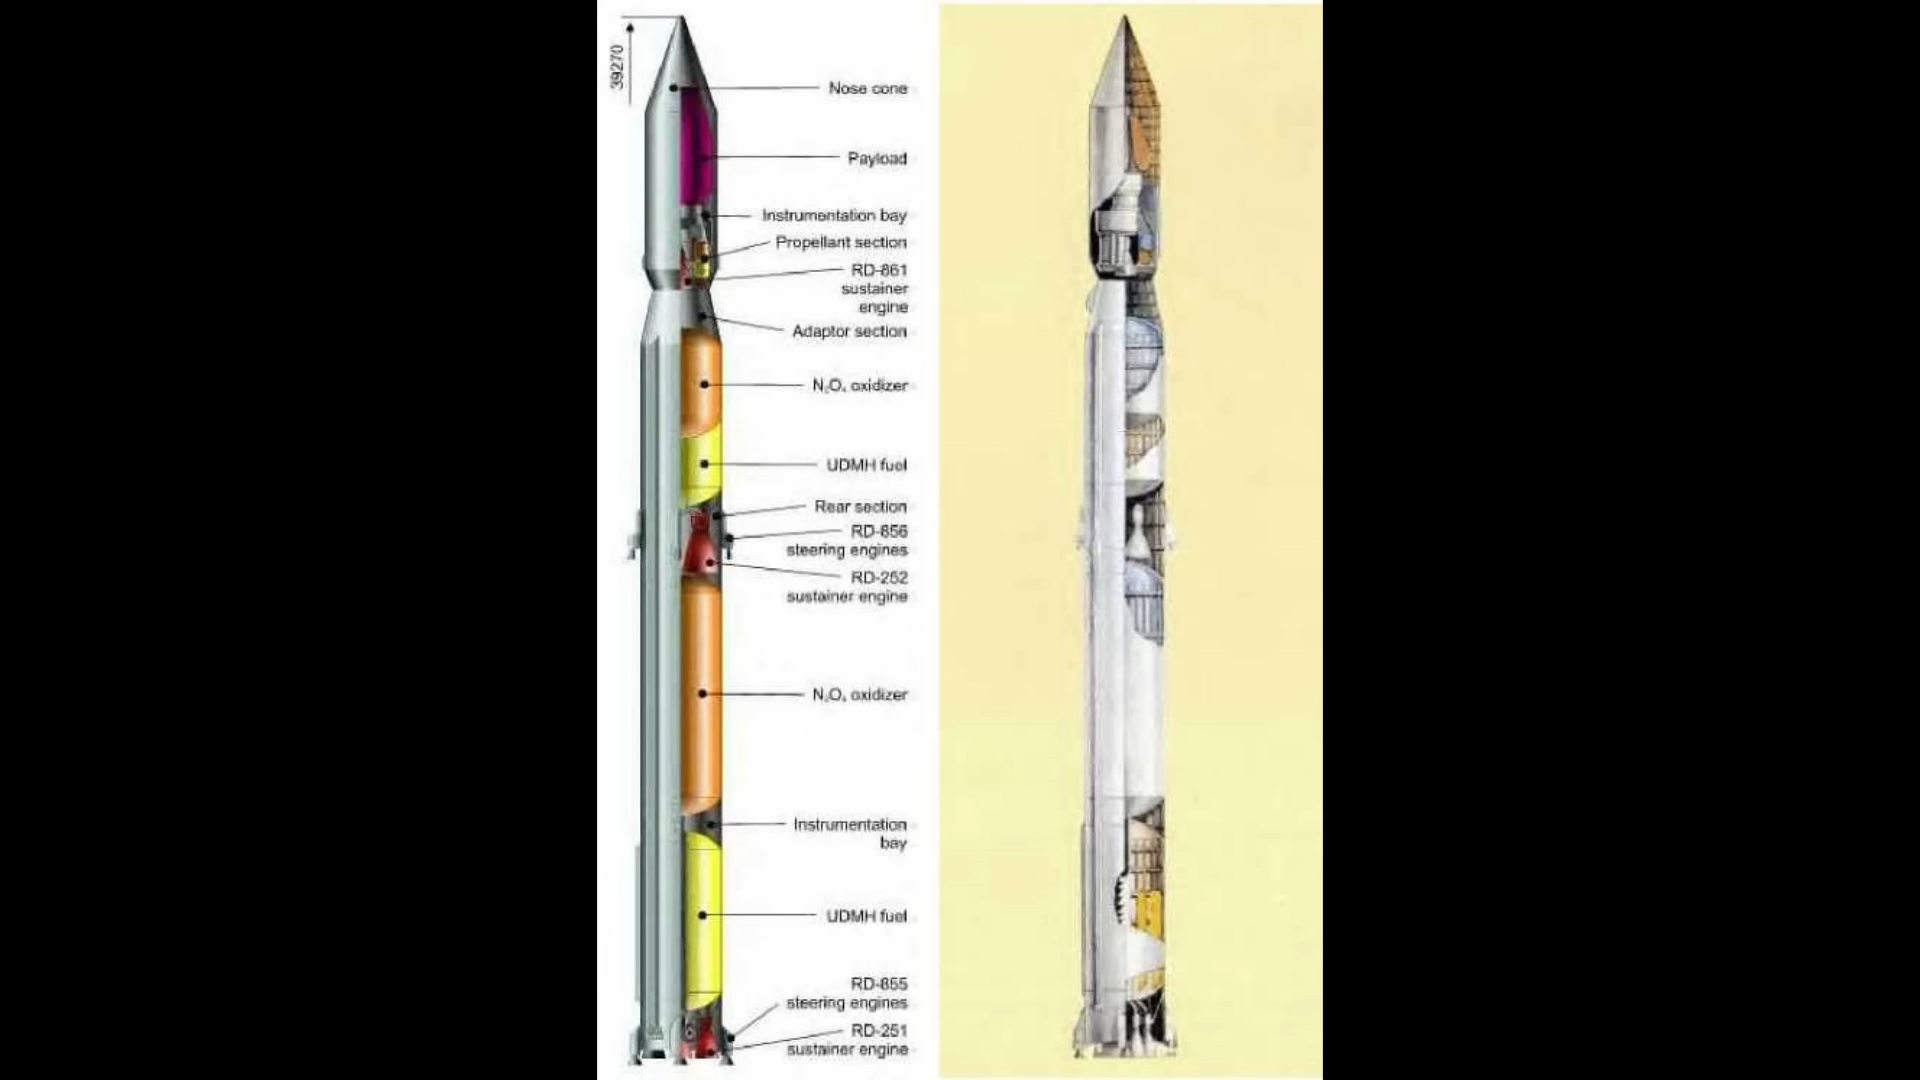 39270
Nose cone
Payload
Instrumentation bay
Propellant section
RD-861
sustainer
engine
Adaptor section
N₂O₄ oxidizer
UDMH fuel
Rear section
RD-856
steering engines
RD-252
sustainer engine
N₂O₄ oxidizer
Instrumentation
bay
UDMH fuel
RD-855
steering engines
RD-251
sustainer engine